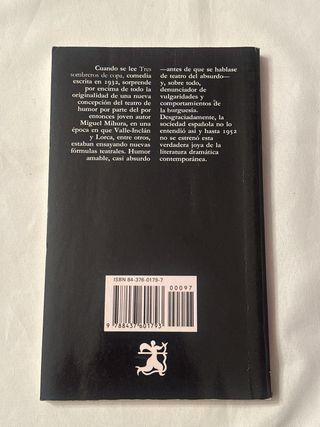 Cuando se lee Tres
sombreros de copa, comedia
escrita en 1932, sorprende
por encima de todo la
originalidad de una nueva
concepción del teatro de
humor por parte del por
entonces joven autor
Miguel Mihura, en una
época en que Valle-Inclán
y Lorca, entre otros,
estaban ensayando nuevas
fórmulas teatrales. Humor
amable, casi absurdo
—antes de que se hablase
de teatro del absurdo—
y, sobre todo,
denunciador de
vulgaridades y
comportamientos de
la burguesía.
Desgraciadamente, la
sociedad española no lo
entendió así y hasta 1952
no se estrenó esta
verdadera joya de la
literatura dramática
contemporánea.
ISBN 84-376-0179-7
00097
9 788437 601793